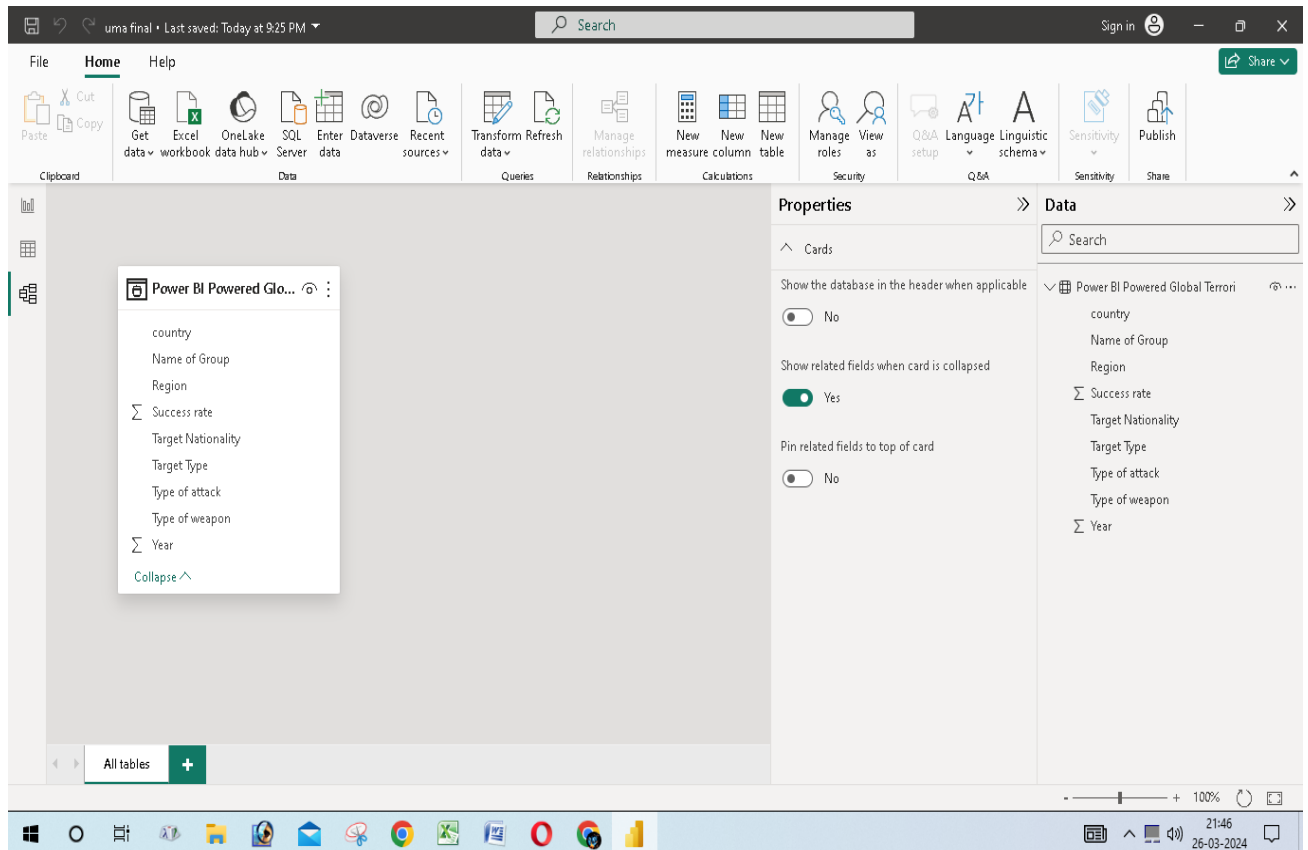 uma final • Last saved: Today at 9:25 PM
Search
Sign in
File Home Help
Share
Paste
Cut
Copy
Get data
Excel workbook
OneLake data hub
SQL Server
Enter data
Dataverse
Recent sources
Transform data
Refresh
Manage relationships
New measure
New column
New table
Manage roles
View as
Q&A setup
Language
Linguistic schema
Sensitivity
Publish
Clipboard Data Queries Relationships Calculations Security Q&A Sensitivity Share
Power BI Powered Glo...
country
Name of Group
Region
Success rate
Target Nationality
Target Type
Type of attack
Type of weapon
Year
Collapse
Properties
Cards
Show the database in the header when applicable
No
Show related fields when card is collapsed
Yes
Pin related fields to top of card
No
Data
Search
Power BI Powered Global Terrori
country
Name of Group
Region
Success rate
Target Nationality
Target Type
Type of attack
Type of weapon
Year
All tables
100%
21:46
26-03-2024